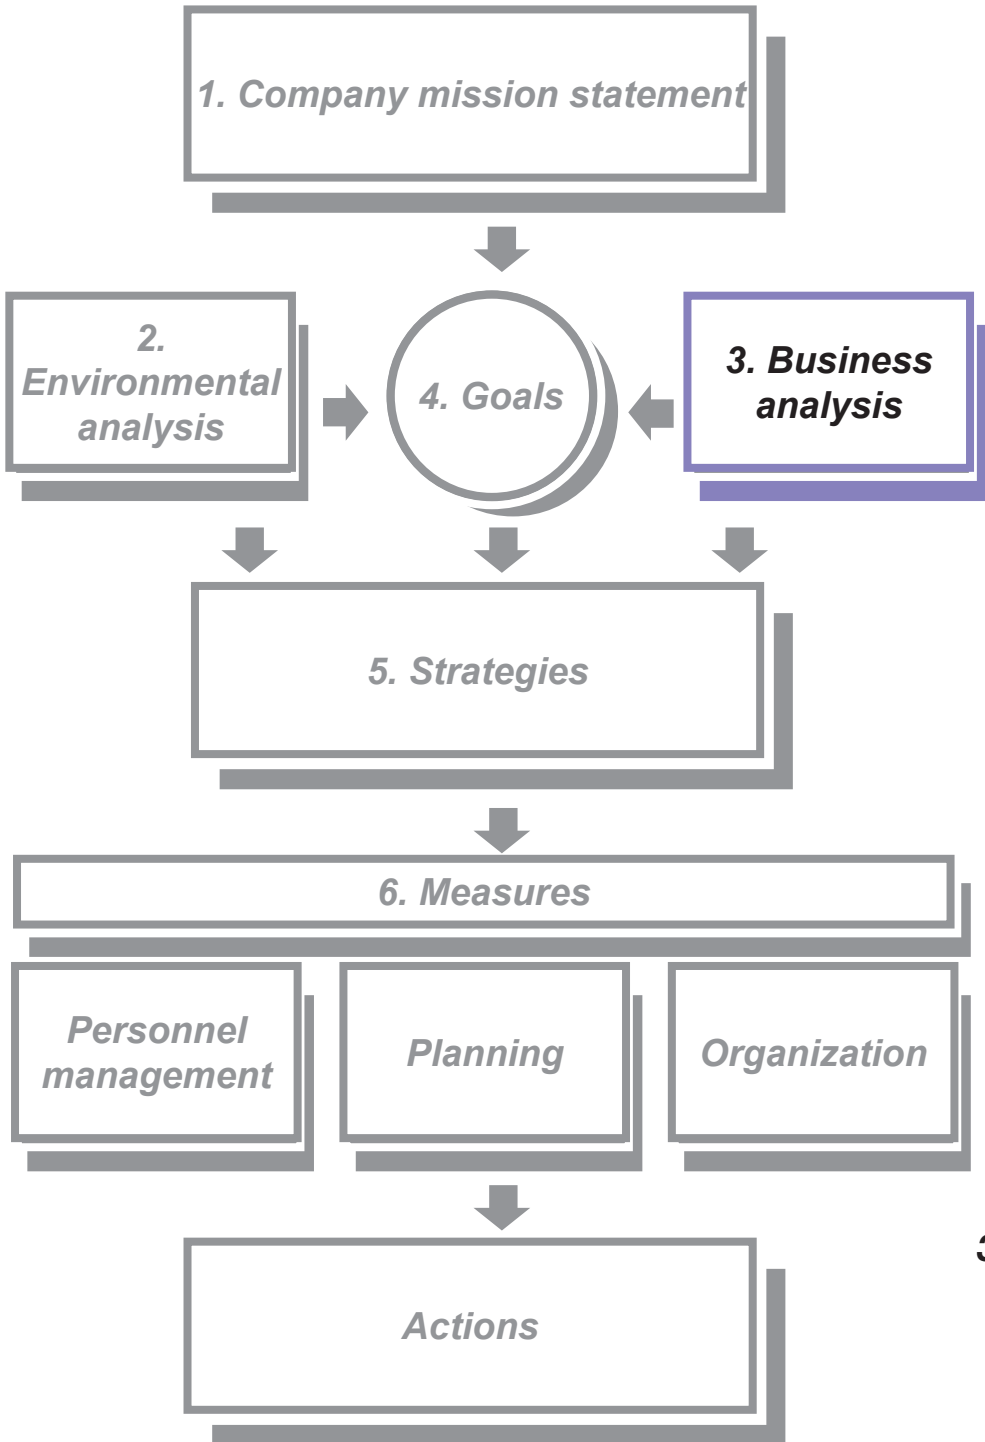 1. Company mission statement
2.
Environmental
analysis
4. Goals
3. Business
analysis
5. Strategies
6. Measures
Personnel
management
Planning
Organization
3
Actions